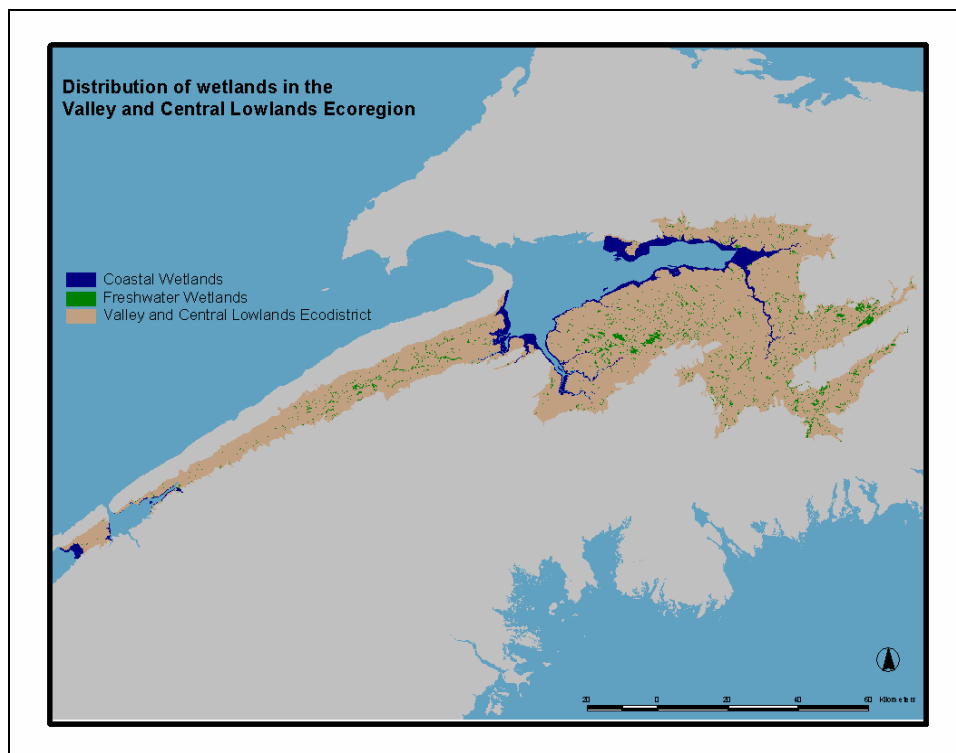 Distribution of wetlands in the
Valley and Central Lowlands Ecoregion
Coastal Wetlands
Freshwater Wetlands
Valley and Central Lowlands Ecodistrict
20 0 20 40 60 Kilometers